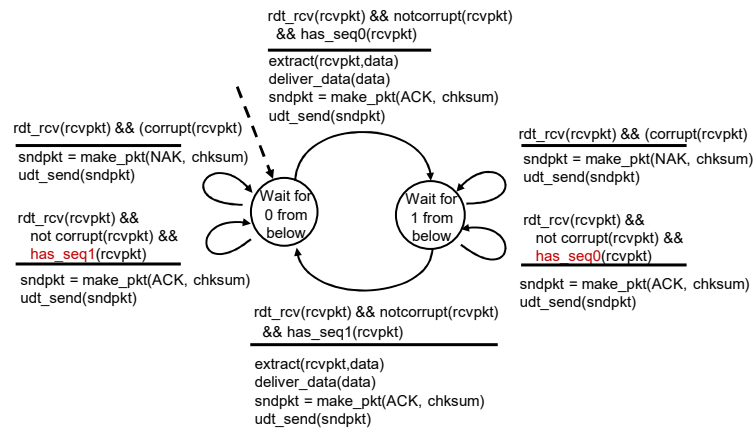 rdt_rcv(rcvpkt) && notcorrupt(rcvpkt)
&& has_seq0(rcvpkt)
extract(rcvpkt,data)
deliver_data(data)
sndpkt = make_pkt(ACK, chksum)
udt_send(sndpkt)
rdt_rcv(rcvpkt) && (corrupt(rcvpkt)
sndpkt = make_pkt(NAK, chksum)
udt_send(sndpkt)
rdt_rcv(rcvpkt) &&
not corrupt(rcvpkt) &&
has_seq1(rcvpkt)
sndpkt = make_pkt(ACK, chksum)
udt_send(sndpkt)
Wait for
0 from
below
Wait for
1 from
below
rdt_rcv(rcvpkt) && (corrupt(rcvpkt)
sndpkt = make_pkt(NAK, chksum)
udt_send(sndpkt)
rdt_rcv(rcvpkt) &&
not corrupt(rcvpkt) &&
has_seq0(rcvpkt)
sndpkt = make_pkt(ACK, chksum)
udt_send(sndpkt)
rdt_rcv(rcvpkt) && notcorrupt(rcvpkt)
&& has_seq1(rcvpkt)
extract(rcvpkt,data)
deliver_data(data)
sndpkt = make_pkt(ACK, chksum)
udt_send(sndpkt)